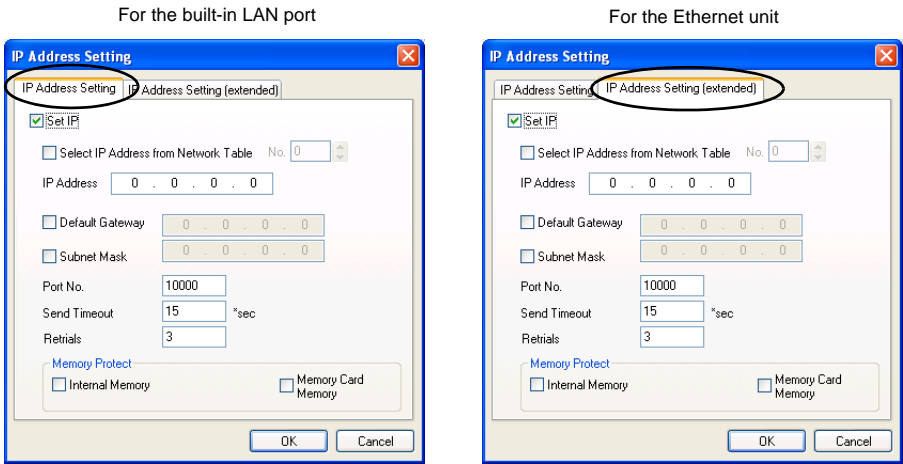 For the built-in LAN port
IP Address Setting
IP Address Setting IP Address Setting (extended)
Set IP
Select IP Address from Network Table No. 0
IP Address 0 . 0 . 0 . 0
Default Gateway 0 . 0 . 0 . 0
Subnet Mask 0 . 0 . 0 . 0
Port No. 10000
Send Timeout 15 *sec
Retrials 3
Memory Protect
Internal Memory
Memory Card
Memory
OK Cancel
For the Ethernet unit
IP Address Setting
IP Address Setting IP Address Setting (extended)
Set IP
Select IP Address from Network Table No. 0
IP Address 0 . 0 . 0 . 0
Default Gateway 0 . 0 . 0 . 0
Subnet Mask 0 . 0 . 0 . 0
Port No. 10000
Send Timeout 15 *sec
Retrials 3
Memory Protect
Internal Memory
Memory Card
Memory
OK Cancel